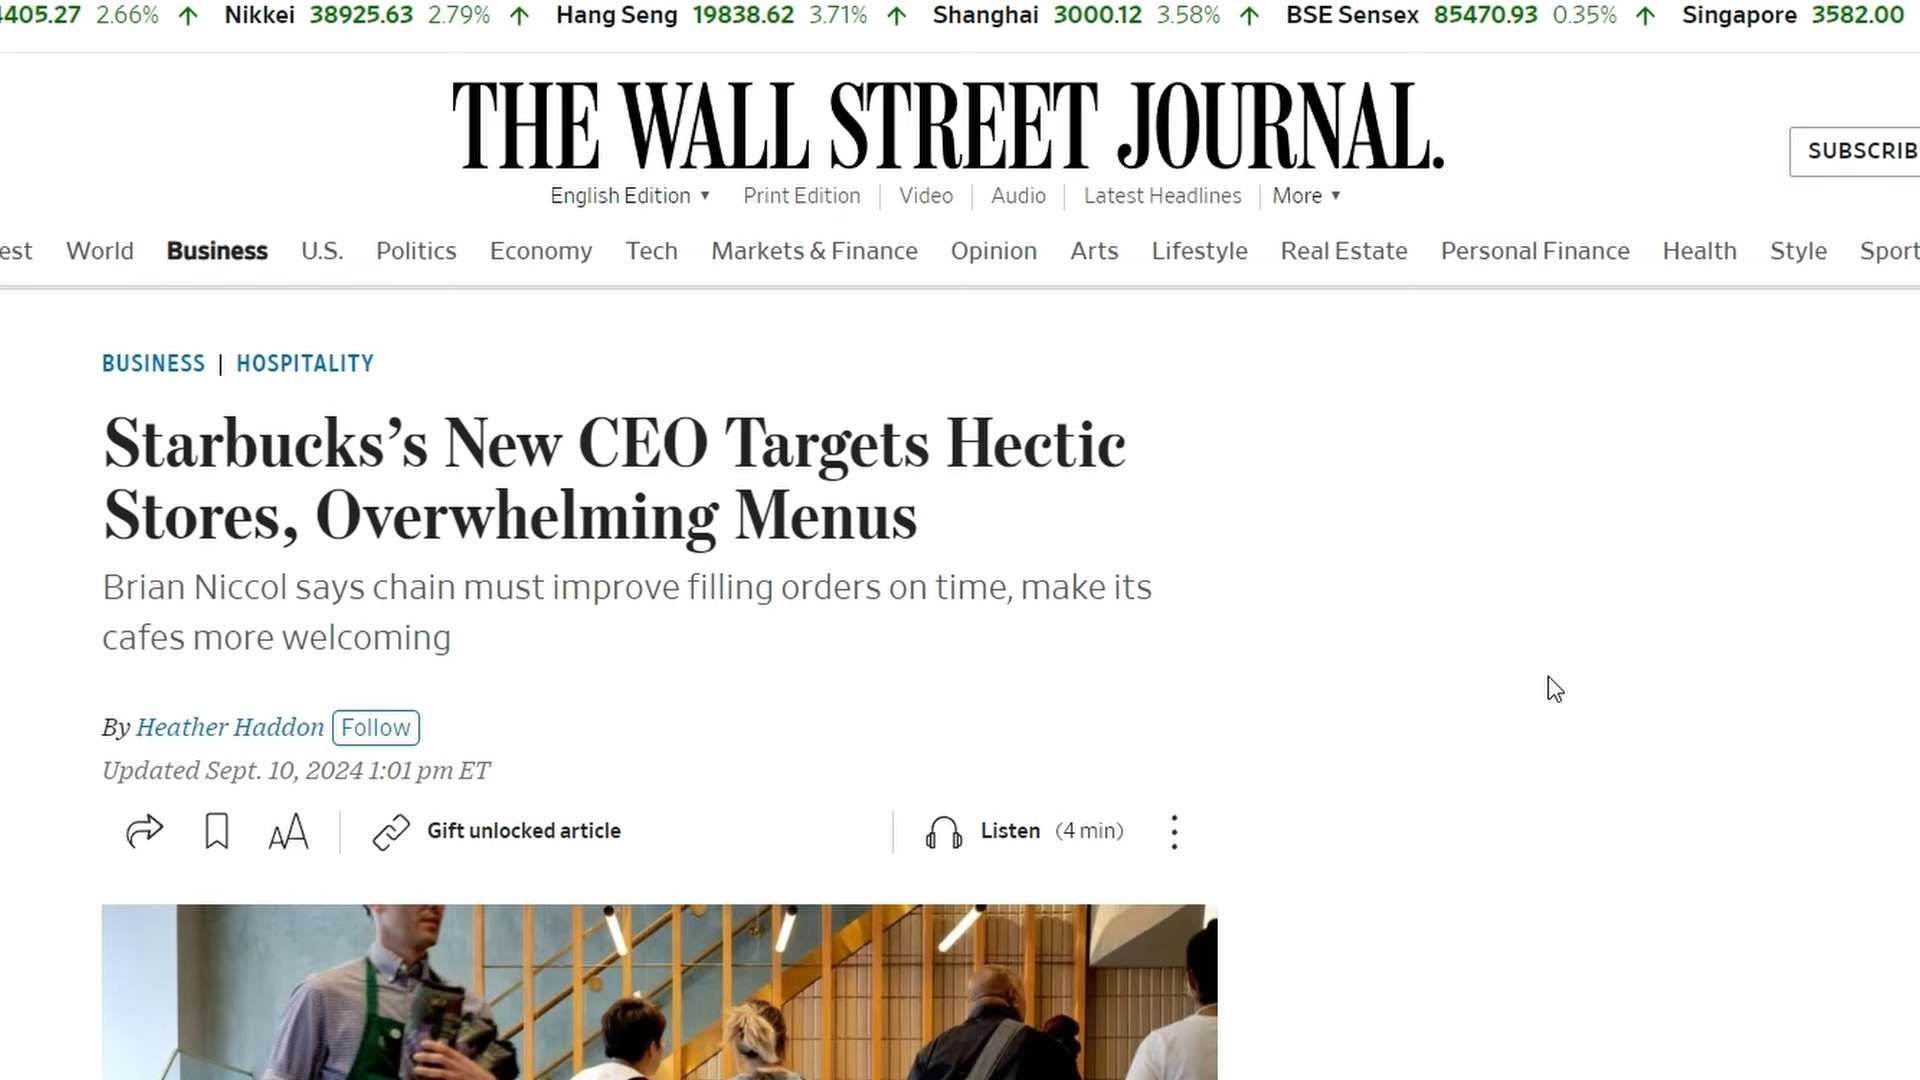 4405.27 2.66% Nikkei 38925.63 2.79% Hang Seng 19838.62 3.71% Shanghai 3000.12 3.58% BSE Sensex 85470.93 0.35% Singapore 3582.00
THE WALL STREET JOURNAL.
SUBSCRIB
English Edition ▼ Print Edition | Video | Audio | Latest Headlines | More ▼
est World Business U.S. Politics Economy Tech Markets & Finance Opinion Arts Lifestyle Real Estate Personal Finance Health Style Sport
BUSINESS | HOSPITALITY
Starbucks’s New CEO Targets Hectic
Stores, Overwhelming Menus
Brian Niccol says chain must improve filling orders on time, make its
cafes more welcoming
By Heather Haddon Follow
Updated Sept. 10, 2024 1:01 pm ET
AA Gift unlocked article Listen (4 min)